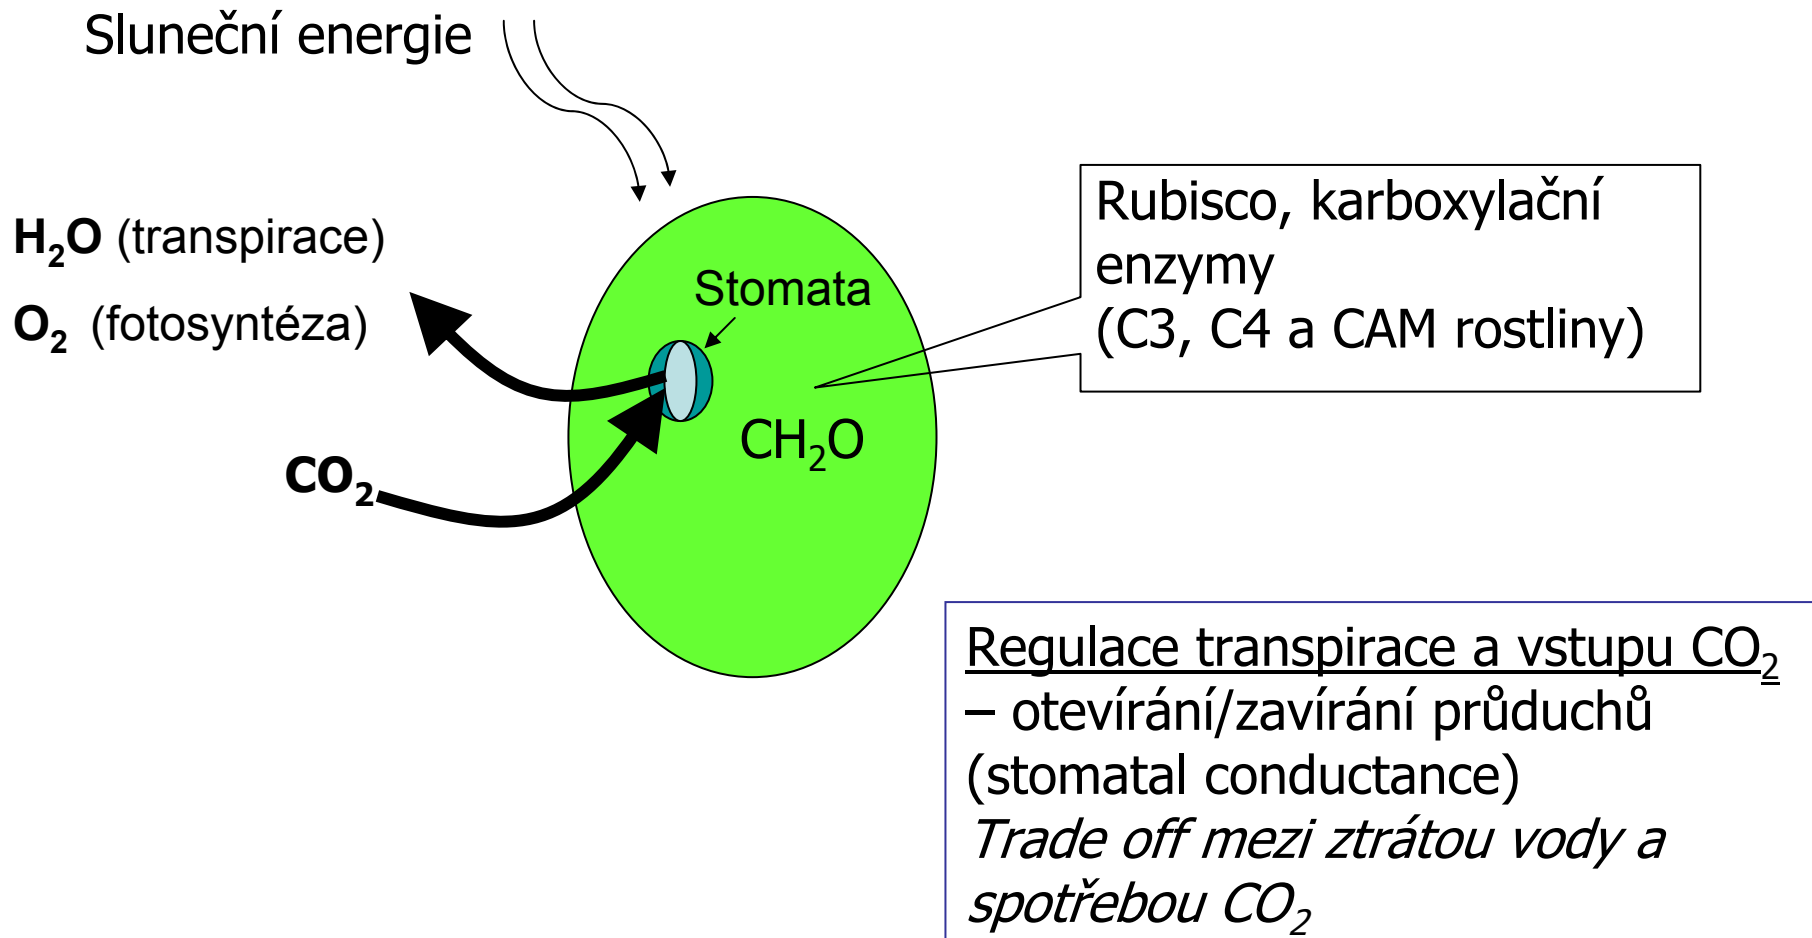 Sluneční energie
H₂O (transpirace)
O₂ (fotosyntéza)
CO₂
Stomata
CH₂O
Rubisco, karboxylační
enzymy
(C3, C4 a CAM rostliny)
Regulace transpirace a vstupu CO₂
– otevírání/zavírání průduchů
(stomatal conductance)
Trade off mezi ztrátou vody a
spotřebou CO₂